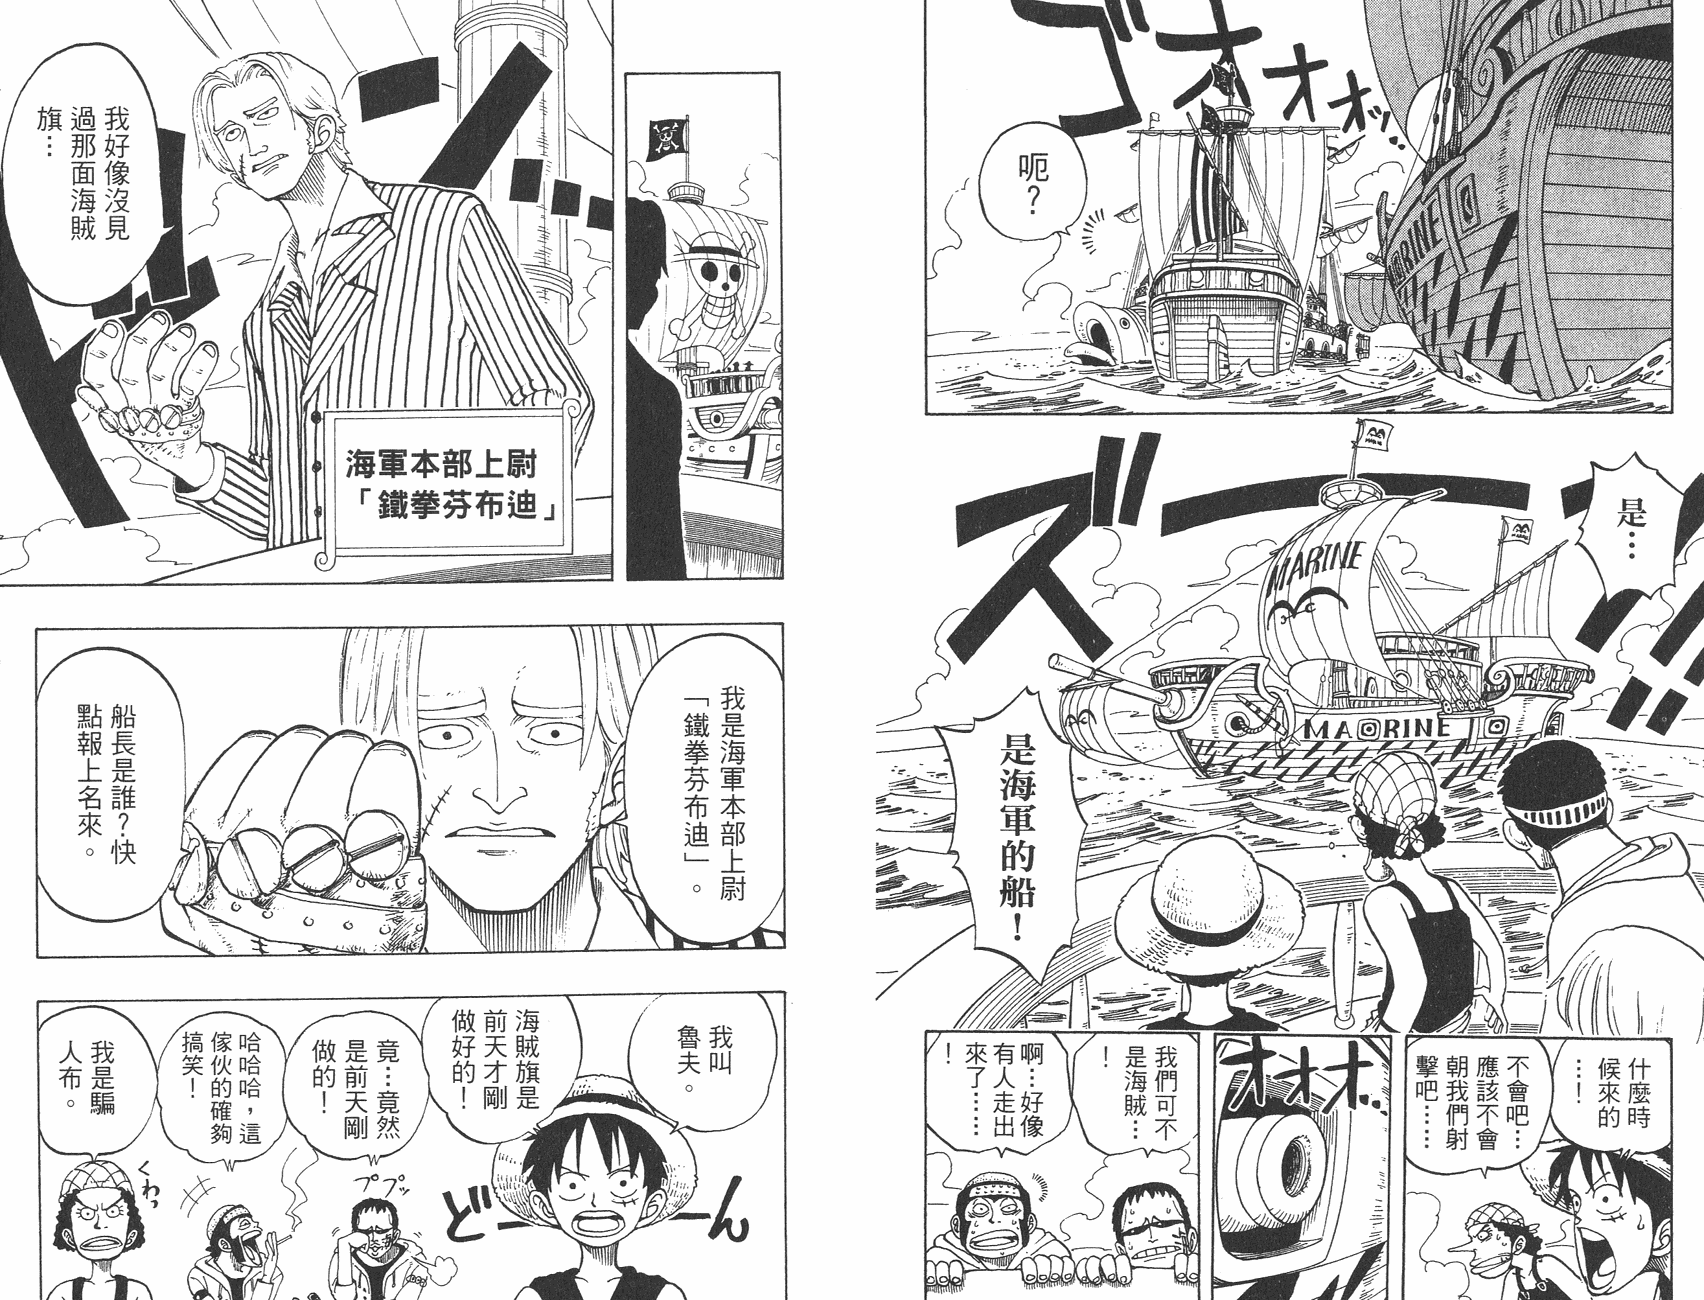 ゴオオオオッ…
呃?
MARINE
是…
ズン!!
MARINE
MARINE
是海軍的船!
什麼時
候來的
…!
不會吧…
應該不會
朝我們射
擊吧……
オオオ
我們可不
是海賊…
!
啊…好像
有人走出
來了……
!
我好像沒見
過那面海賊
旗…
海軍本部上尉
「鐵拳芬布迪」
我是海軍本部上尉
「鐵拳芬布迪」。
船長是誰?快
點報上名來。
我叫
魯夫。
どーん
海賊旗是
前天才剛
做好的!
竟…竟然
是前天剛
做的!
ププッ
哈哈哈,這
傢伙的確夠
搞笑!
我是騙
人布。
くわっ